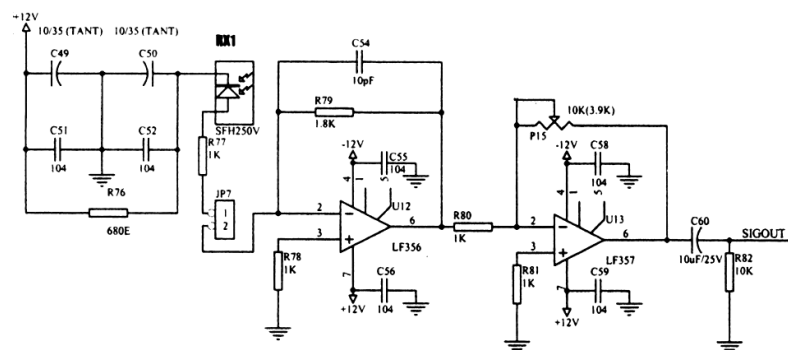 +12V
10/35 (TANT) 10/35 (TANT)
C49 C50
RX1
SFH250V
C51 C52
104 104
R76
680E
R77
1K
JP7
1
2
C54
10pF
R79
1.8K
-12V
C55
104
4 1 5
U12
2
3
6
7
LF356
R78
1K
C56
104
+12V
R80
1K
10K(3.9K)
P15
-12V
C58
104
4 1 5
U13
2
3
6
7
LF357
R81
1K
C59
104
+12V
C60
10uF/25V
SIGOUT
R82
10K